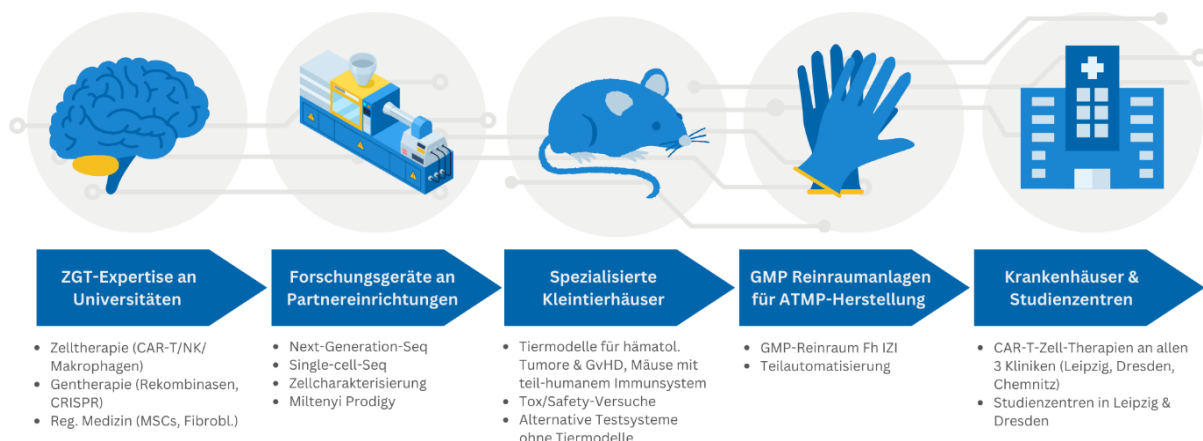 ZGT-Expertise an
Universitäten
Forschungsgeräte an
Partnereinrichtungen
Spezialisierte
Kleintierhäuser
GMP Reinraumanlagen
für ATMP-Herstellung
Krankenhäuser &
Studienzentren
• Zelltherapie (CAR-T/NK/
Makrophagen)
• Gentherapie (Rekombinasen,
CRISPR)
• Reg. Medizin (MSCs, Fibrobl.)
• Next-Generation-Seq
• Single-cell-Seq
• Zellcharakterisierung
• Miltenyi Prodigy
• Tiermodelle für hämatol.
Tumore & GvHD, Mäuse mit
teil-humanem Immunsystem
• Tox/Safety-Versuche
• Alternative Testsysteme
ohne Tiermodelle
• GMP-Reinraum Fh IZI
• Teilautomatisierung
• CAR-T-Zell-Therapien an allen
3 Kliniken (Leipzig, Dresden,
Chemnitz)
• Studienzentren in Leipzig &
Dresden